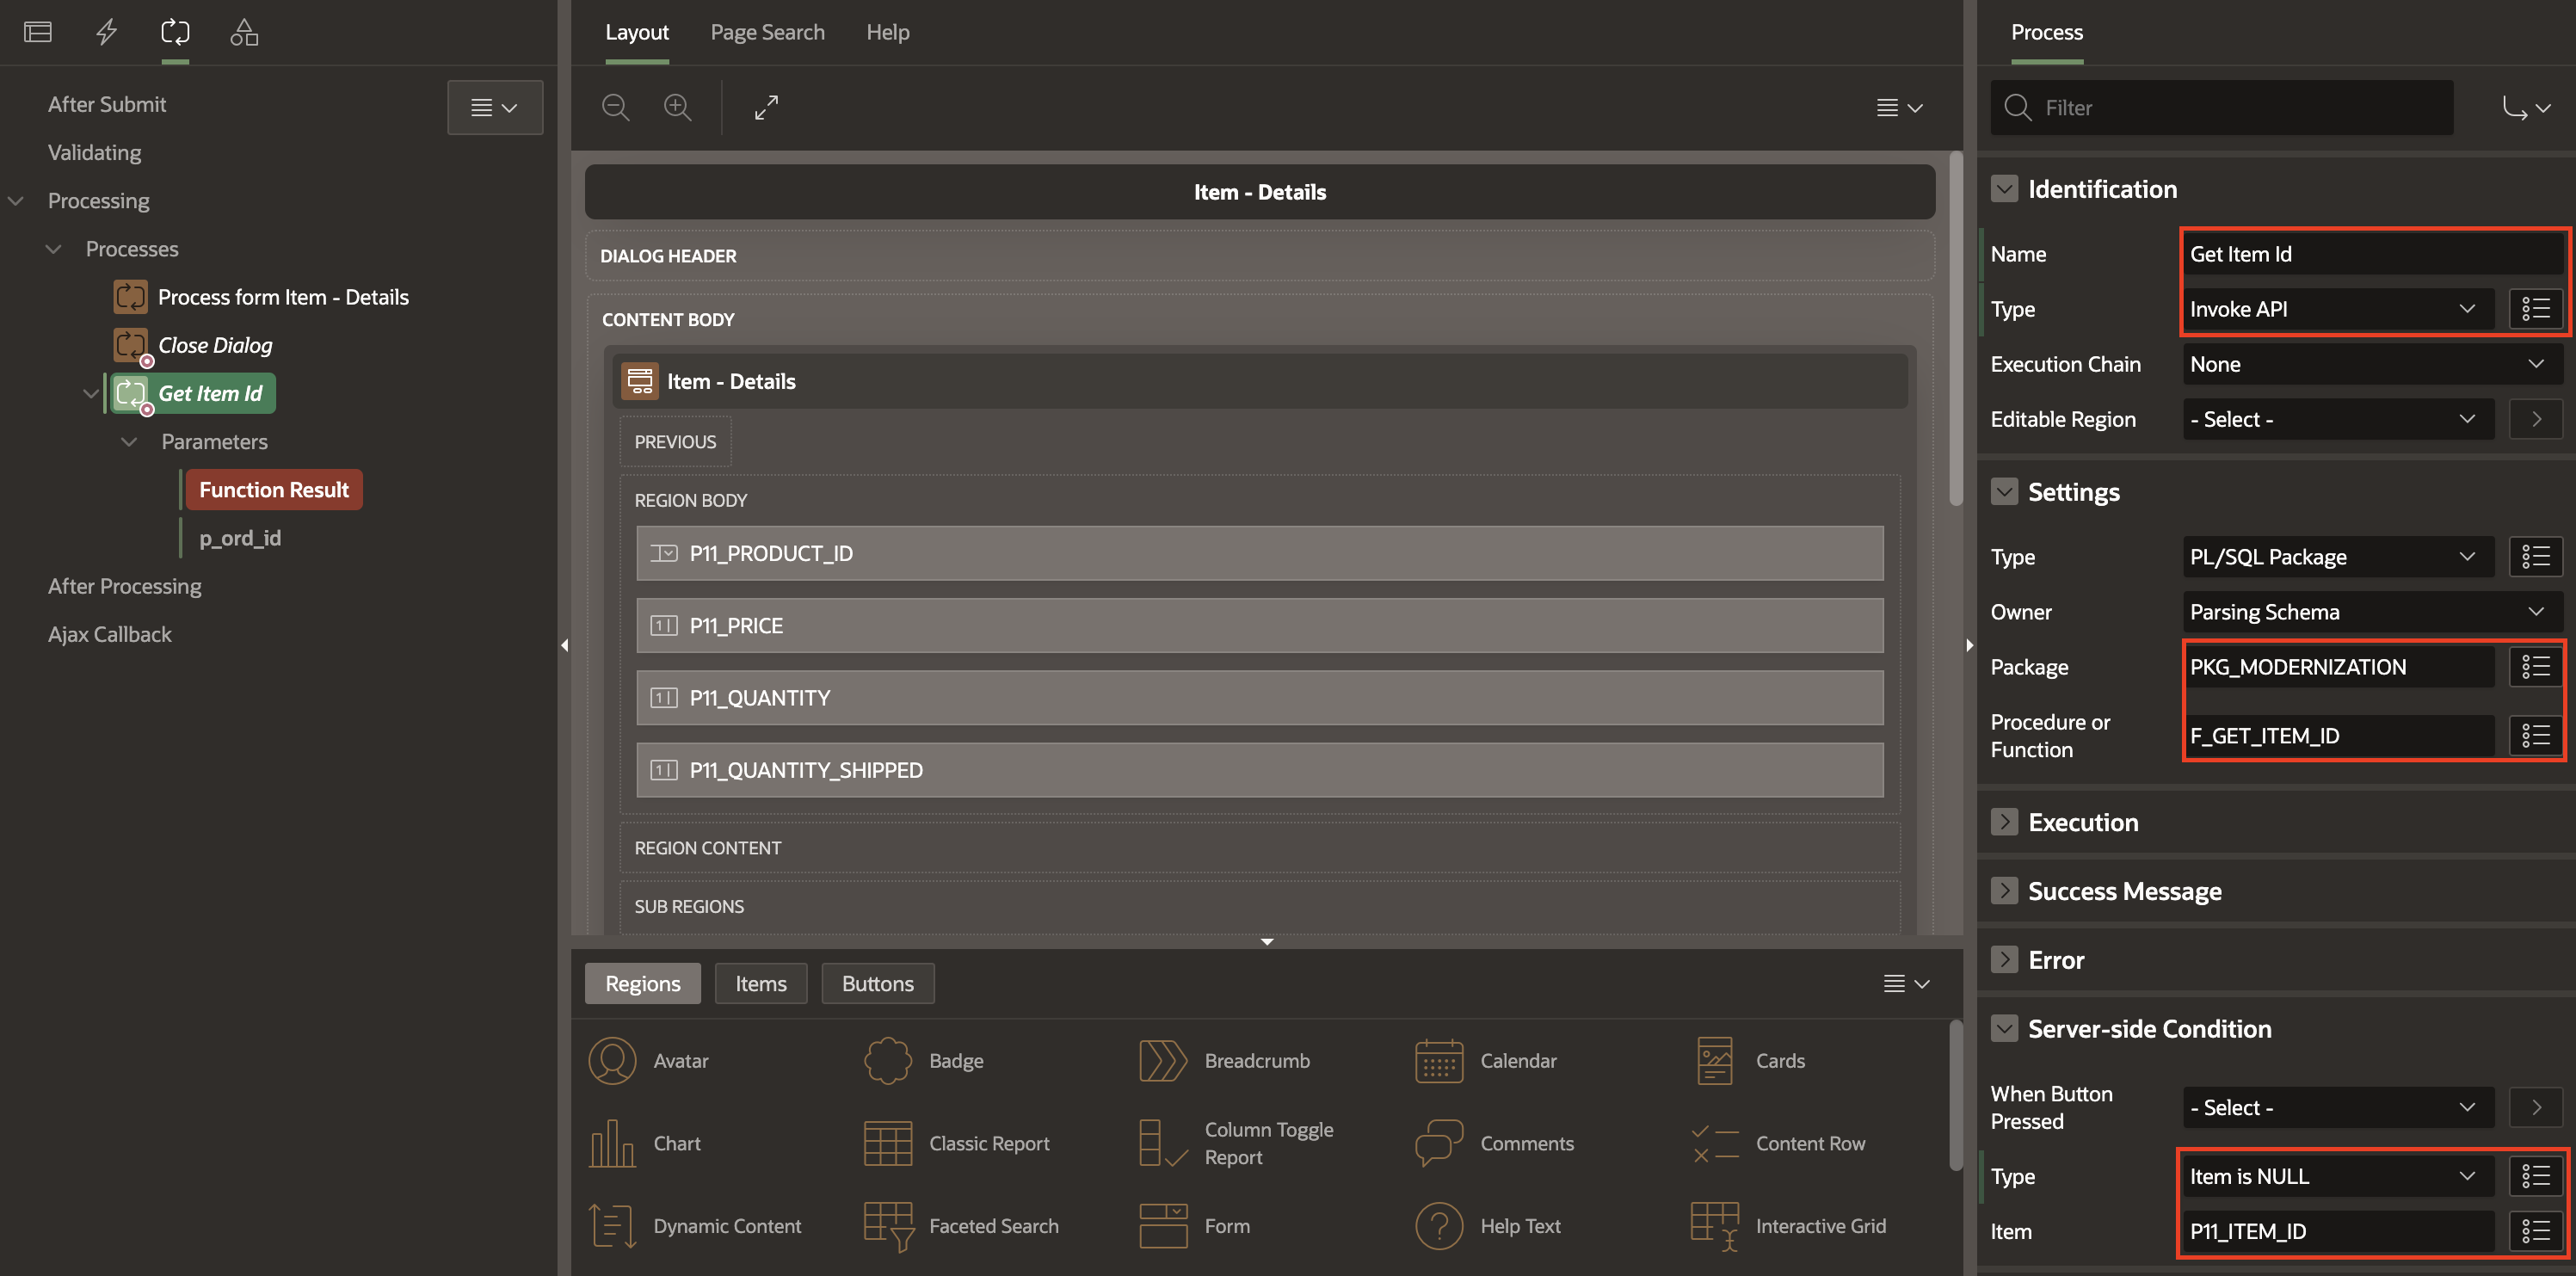 After Submit
Validating
Processing
Processes
Process form Item - Details
Close Dialog
Get Item Id
Parameters
Function Result
p_ord_id
After Processing
Ajax Callback
Layout
Page Search
Help
Item - Details
DIALOG HEADER
CONTENT BODY
Item - Details
PREVIOUS
REGION BODY
P11_PRODUCT_ID
P11_PRICE
P11_QUANTITY
P11_QUANTITY_SHIPPED
REGION CONTENT
SUB REGIONS
Regions
Items
Buttons
Avatar
Badge
Breadcrumb
Calendar
Cards
Chart
Classic Report
Column Toggle
Report
Comments
Content Row
Dynamic Content
Faceted Search
Form
Help Text
Interactive Grid
Process
Filter
Identification
Name
Get Item Id
Type
Invoke API
Execution Chain
None
Editable Region
- Select -
Settings
Type
PL/SQL Package
Owner
Parsing Schema
Package
PKG_MODERNIZATION
Procedure or
Function
F_GET_ITEM_ID
Execution
Success Message
Error
Server-side Condition
When Button
Pressed
- Select -
Type
Item is NULL
Item
P11_ITEM_ID